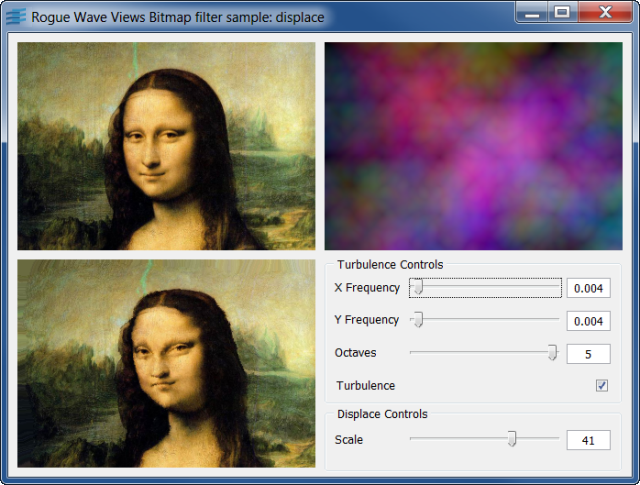 Rogue Wave Views Bitmap filter sample: displace
Turbulence Controls
X Frequency 0.004
Y Frequency 0.004
Octaves 5
Turbulence
Displace Controls
Scale 41